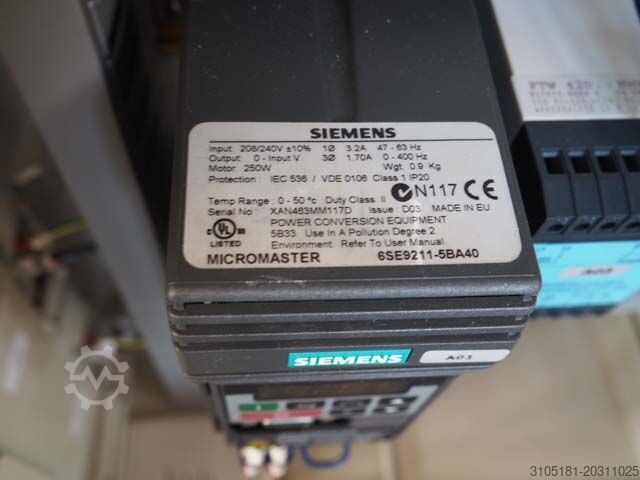 SIEMENS
Input: 208/240V ±10% 1Ø 3.2A 47 - 63 Hz
Output: 0 - Input V 3Ø 1.70A 0 - 400 Hz
Motor: 250W Wgt: 0.9 Kg
Protection : IEC 536 / VDE 0106 Class 1 IP20
N117 CE
Temp Range : 0 - 50 °c Duty Class II
Serial No : XAN463MM117D Issue : D03 MADE IN EU
POWER CONVERSION EQUIPMENT
5B33 Use In A Pollution Degree 2
Environment. Refer To User Manual
c UL US
LISTED
MICROMASTER 6SE9211-5BA40
SIEMENS
A03
3105181-20311025